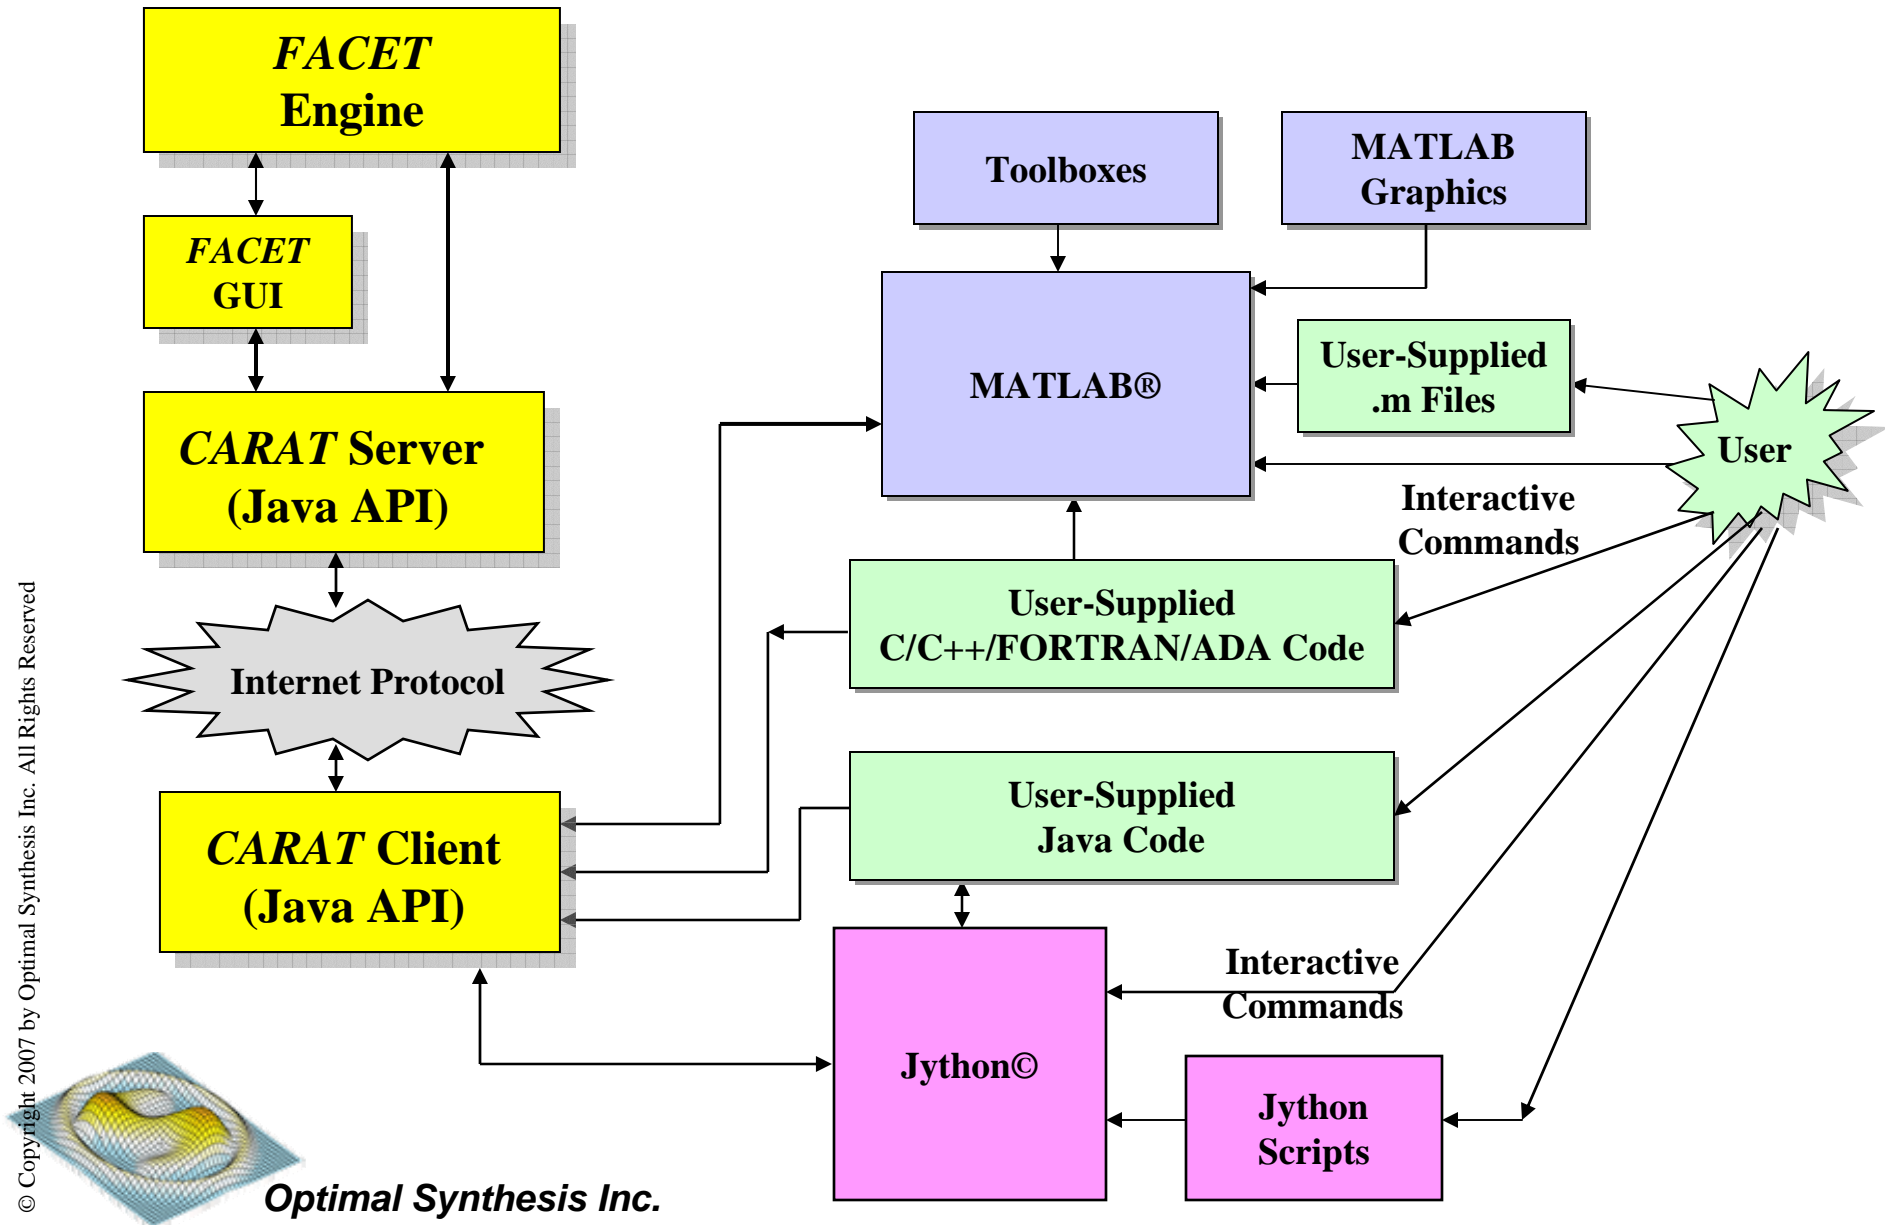 FACET
Engine
FACET
GUI
CARAT Server
(Java API)
Internet Protocol
CARAT Client
(Java API)
Toolboxes
MATLAB
Graphics
MATLAB®
User-Supplied
.m Files
User
Interactive
Commands
User-Supplied
C/C++/FORTRAN/ADA Code
User-Supplied
Java Code
Interactive
Commands
Jython©
Jython
Scripts
© Copyright 2007 by Optimal Synthesis Inc. All Rights Reserved
Optimal Synthesis Inc.